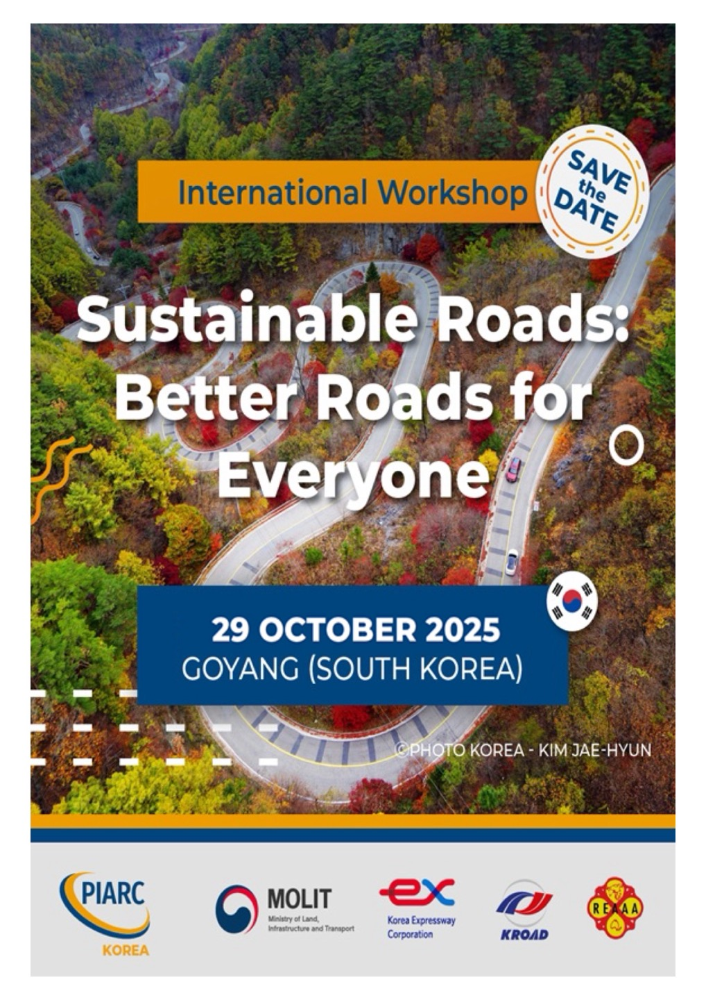 International Workshop
SAVE
the
DATE
Sustainable Roads:
Better Roads for
Everyone
29 OCTOBER 2025
GOYANG (SOUTH KOREA)
©PHOTO KOREA - KIM JAE-HYUN
PIARC
KOREA
MOLIT
Ministry of Land,
Infrastructure and Transport
ex
Korea Expressway
Corporation
KROAD
REAAA